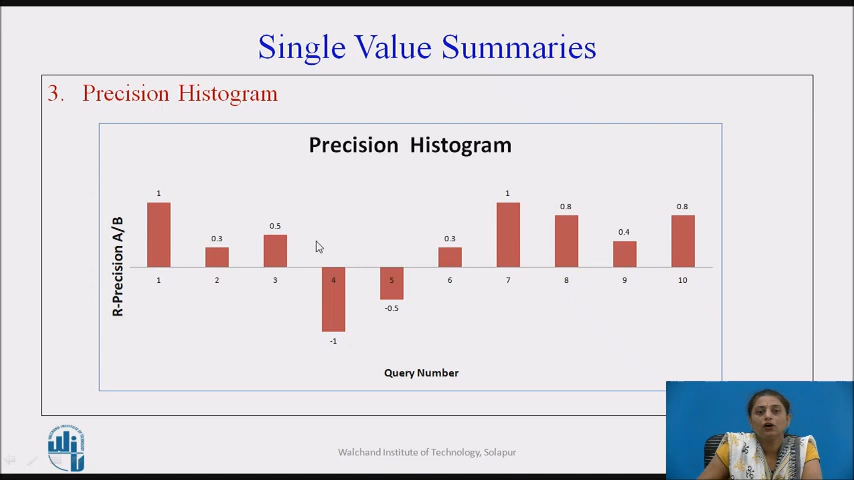 Single Value Summaries
3. Precision Histogram
Precision Histogram
R-Precision A/B
1 0.3 0.5 -1 -0.5 0.3 1 0.8 0.4 0.8
1 2 3 4 5 6 7 8 9 10
Query Number
Walchand Institute of Technology, Solapur